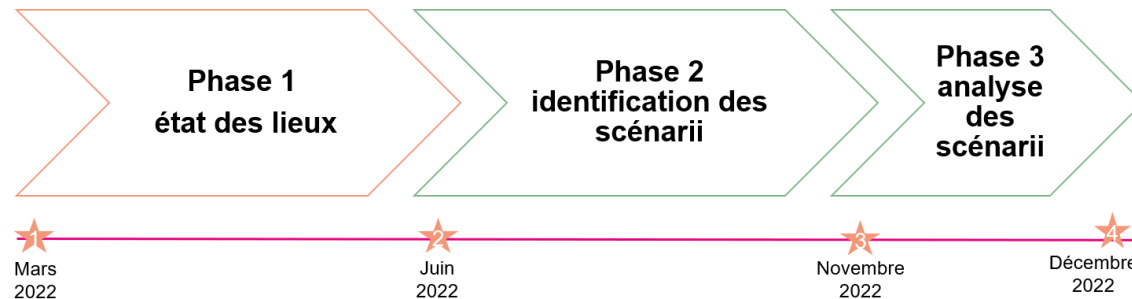 Phase 1
état des lieux
Phase 2
identification des
scénarii
Phase 3
analyse
des
scénarii
1
2
3
4
Mars
2022
Juin
2022
Novembre
2022
Décembre
2022